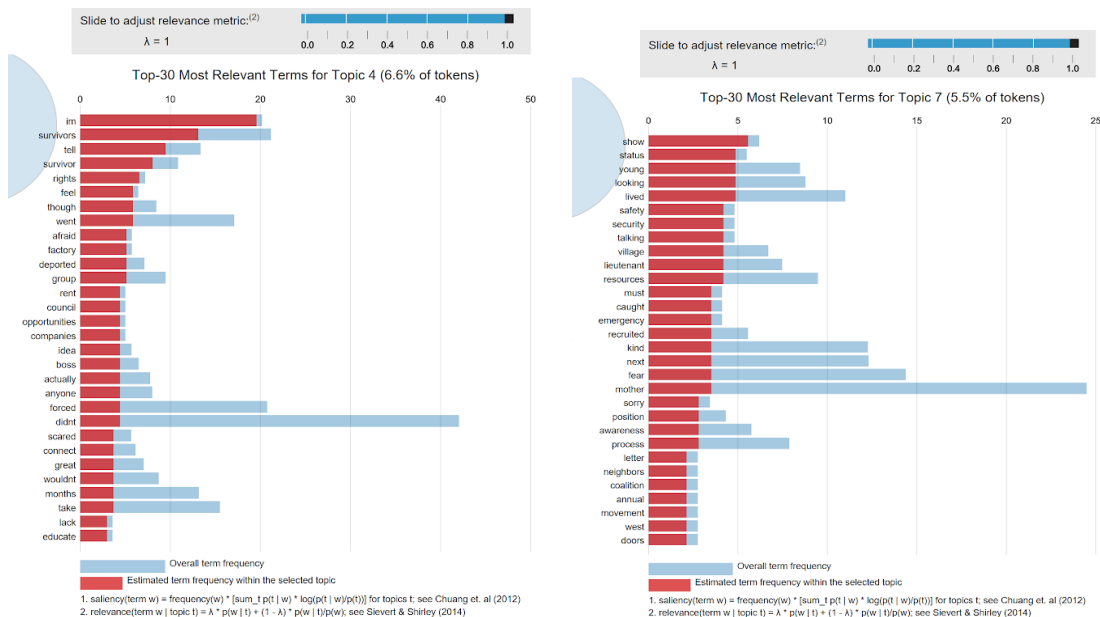 Slide to adjust relevance metric:(2)
λ = 1
0.0 0.2 0.4 0.6 0.8 1.0
Top-30 Most Relevant Terms for Topic 4 (6.6% of tokens)
0 10 20 30 40 50
im
survivors
tell
survivor
rights
feel
though
went
afraid
factory
deported
group
rent
council
opportunities
companies
idea
boss
actually
anyone
forced
didnt
scared
connect
great
wouldnt
months
take
lack
educate
Overall term frequency
Estimated term frequency within the selected topic
1. saliency(term w) = frequency(w) * [sum_t p(t | w) * log(p(t | w)/p(t))] for topics t; see Chuang et. al (2012)
2. relevance(term w | topic t) = λ * p(w | t) + (1 - λ) * p(w | t)/p(w); see Sievert & Shirley (2014)
Slide to adjust relevance metric:(2)
λ = 1
0.0 0.2 0.4 0.6 0.8 1.0
Top-30 Most Relevant Terms for Topic 7 (5.5% of tokens)
0 5 10 15 20 25
show
status
young
looking
lived
safety
security
talking
village
lieutenant
resources
must
caught
emergency
recruited
kind
next
fear
mother
sorry
position
awareness
process
letter
neighbors
coalition
annual
movement
west
doors
Overall term frequency
Estimated term frequency within the selected topic
1. saliency(term w) = frequency(w) * [sum_t p(t | w) * log(p(t | w)/p(t))] for topics t; see Chuang et. al (2012)
2. relevance(term w | topic t) = λ * p(w | t) + (1 - λ) * p(w | t)/p(w); see Sievert & Shirley (2014)